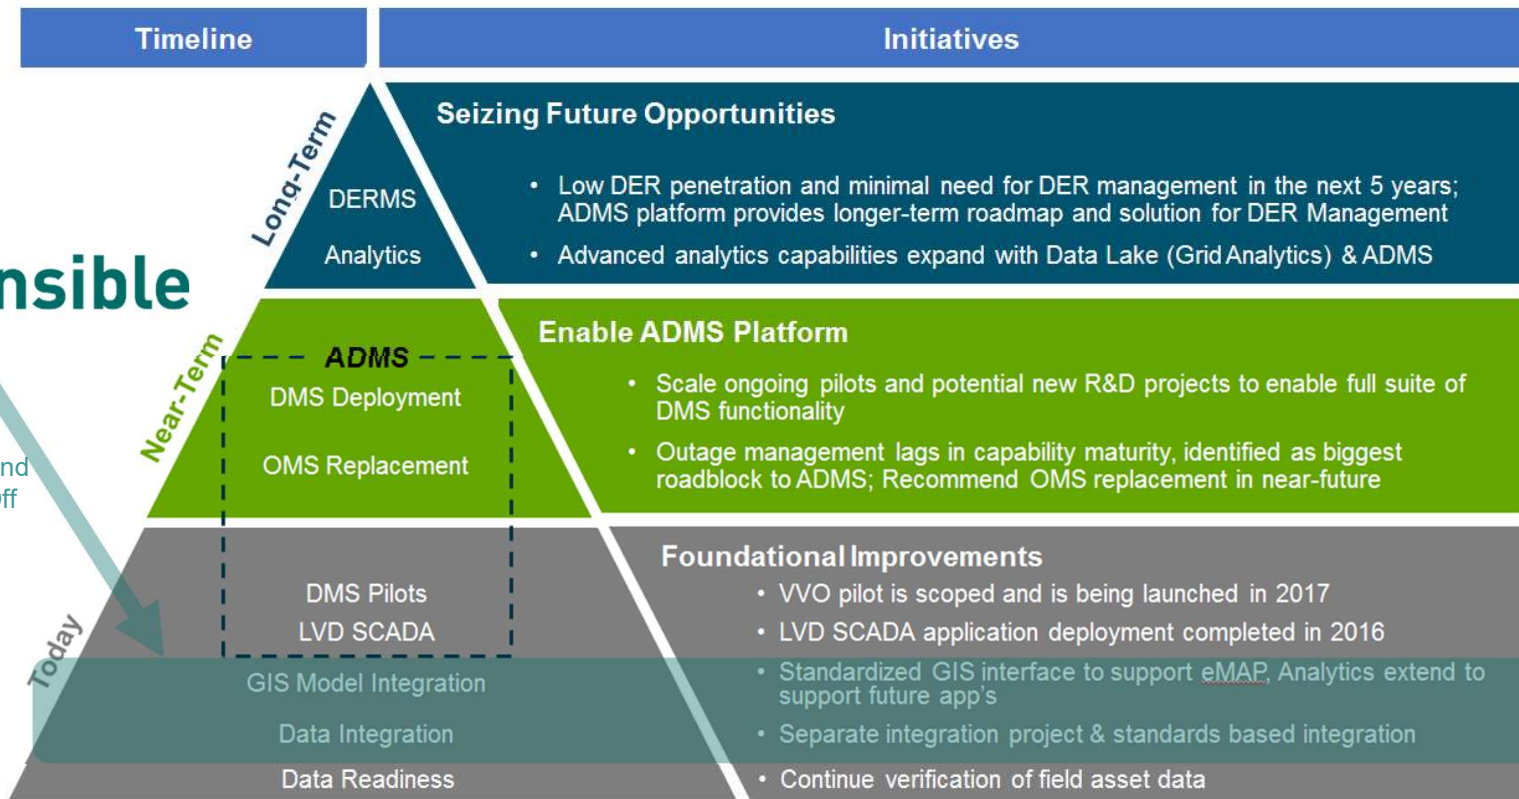 Timeline
Initiatives
Long-Term
DERMS
Analytics
Seizing Future Opportunities
• Low DER penetration and minimal need for DER management in the next 5 years;
ADMS platform provides longer-term roadmap and solution for DER Management
• Advanced analytics capabilities expand with Data Lake (Grid Analytics) & ADMS
nsible
Near-Term
ADMS
DMS Deployment
OMS Replacement
Enable ADMS Platform
• Scale ongoing pilots and potential new R&D projects to enable full suite of
DMS functionality
• Outage management lags in capability maturity, identified as biggest
roadblock to ADMS; Recommend OMS replacement in near-future
nd
off
Today
DMS Pilots
LVD SCADA
GIS Model Integration
Data Integration
Data Readiness
Foundational Improvements
• VVO pilot is scoped and is being launched in 2017
• LVD SCADA application deployment completed in 2016
• Standardized GIS interface to support eMAP, Analytics extend to
support future app's
• Separate integration project & standards based integration
• Continue verification of field asset data